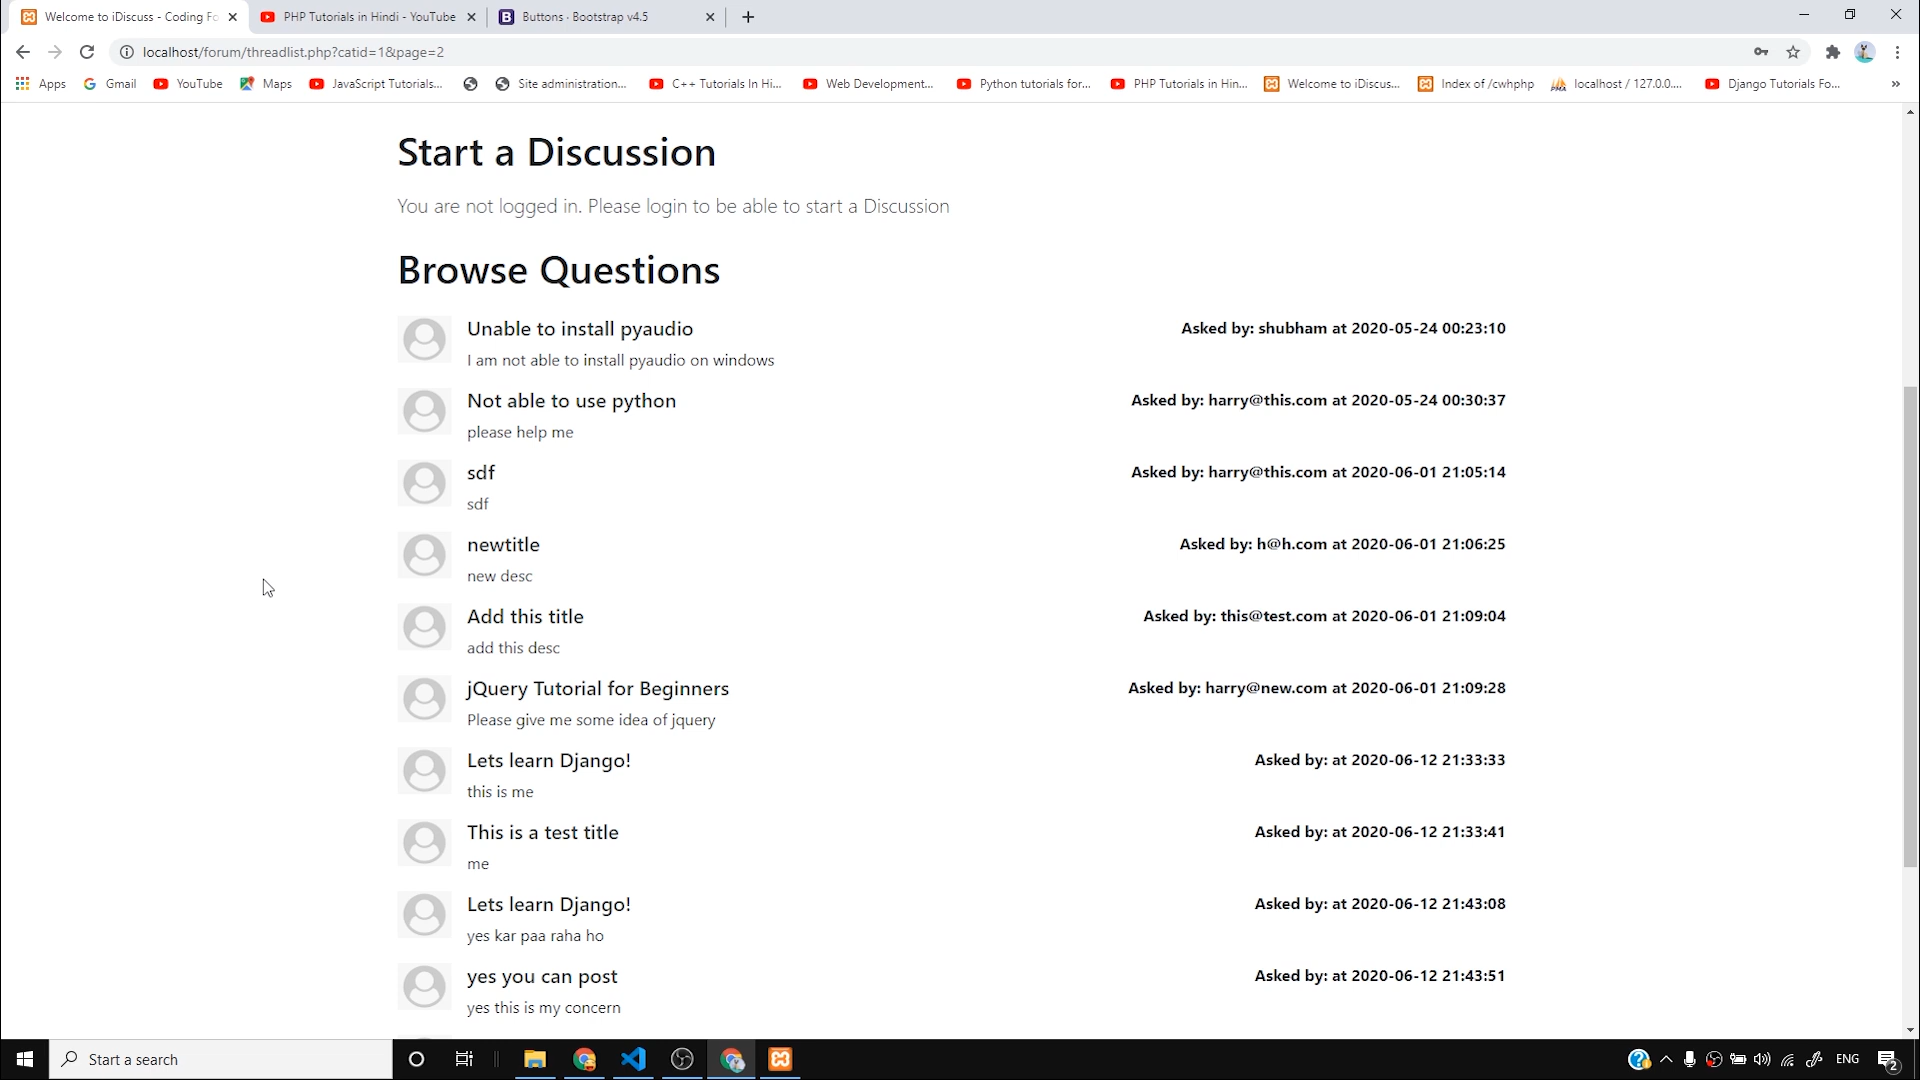 Welcome to iDiscuss - Coding Fo
PHP Tutorials in Hindi - YouTube
Buttons · Bootstrap v4.5
localhost/forum/threadlist.php?catid=1&page=2
Apps
Gmail
YouTube
Maps
JavaScript Tutorials...
Site administration...
C++ Tutorials In Hi...
Web Development...
Python tutorials for...
PHP Tutorials in Hin...
Welcome to iDiscus...
Index of /cwhphp
localhost / 127.0.0....
Django Tutorials Fo...
»
Start a Discussion
You are not logged in. Please login to be able to start a Discussion
Browse Questions
Unable to install pyaudio
Asked by: shubham at 2020-05-24 00:23:10
I am not able to install pyaudio on windows
Not able to use python
Asked by: harry@this.com at 2020-05-24 00:30:37
please help me
sdf
Asked by: harry@this.com at 2020-06-01 21:05:14
sdf
newtitle
Asked by: h@h.com at 2020-06-01 21:06:25
new desc
Add this title
Asked by: this@test.com at 2020-06-01 21:09:04
add this desc
jQuery Tutorial for Beginners
Asked by: harry@new.com at 2020-06-01 21:09:28
Please give me some idea of jquery
Lets learn Django!
Asked by: at 2020-06-12 21:33:33
this is me
This is a test title
Asked by: at 2020-06-12 21:33:41
me
Lets learn Django!
Asked by: at 2020-06-12 21:43:08
yes kar paa raha ho
yes you can post
Asked by: at 2020-06-12 21:43:51
yes this is my concern
Start a search
ENG
2